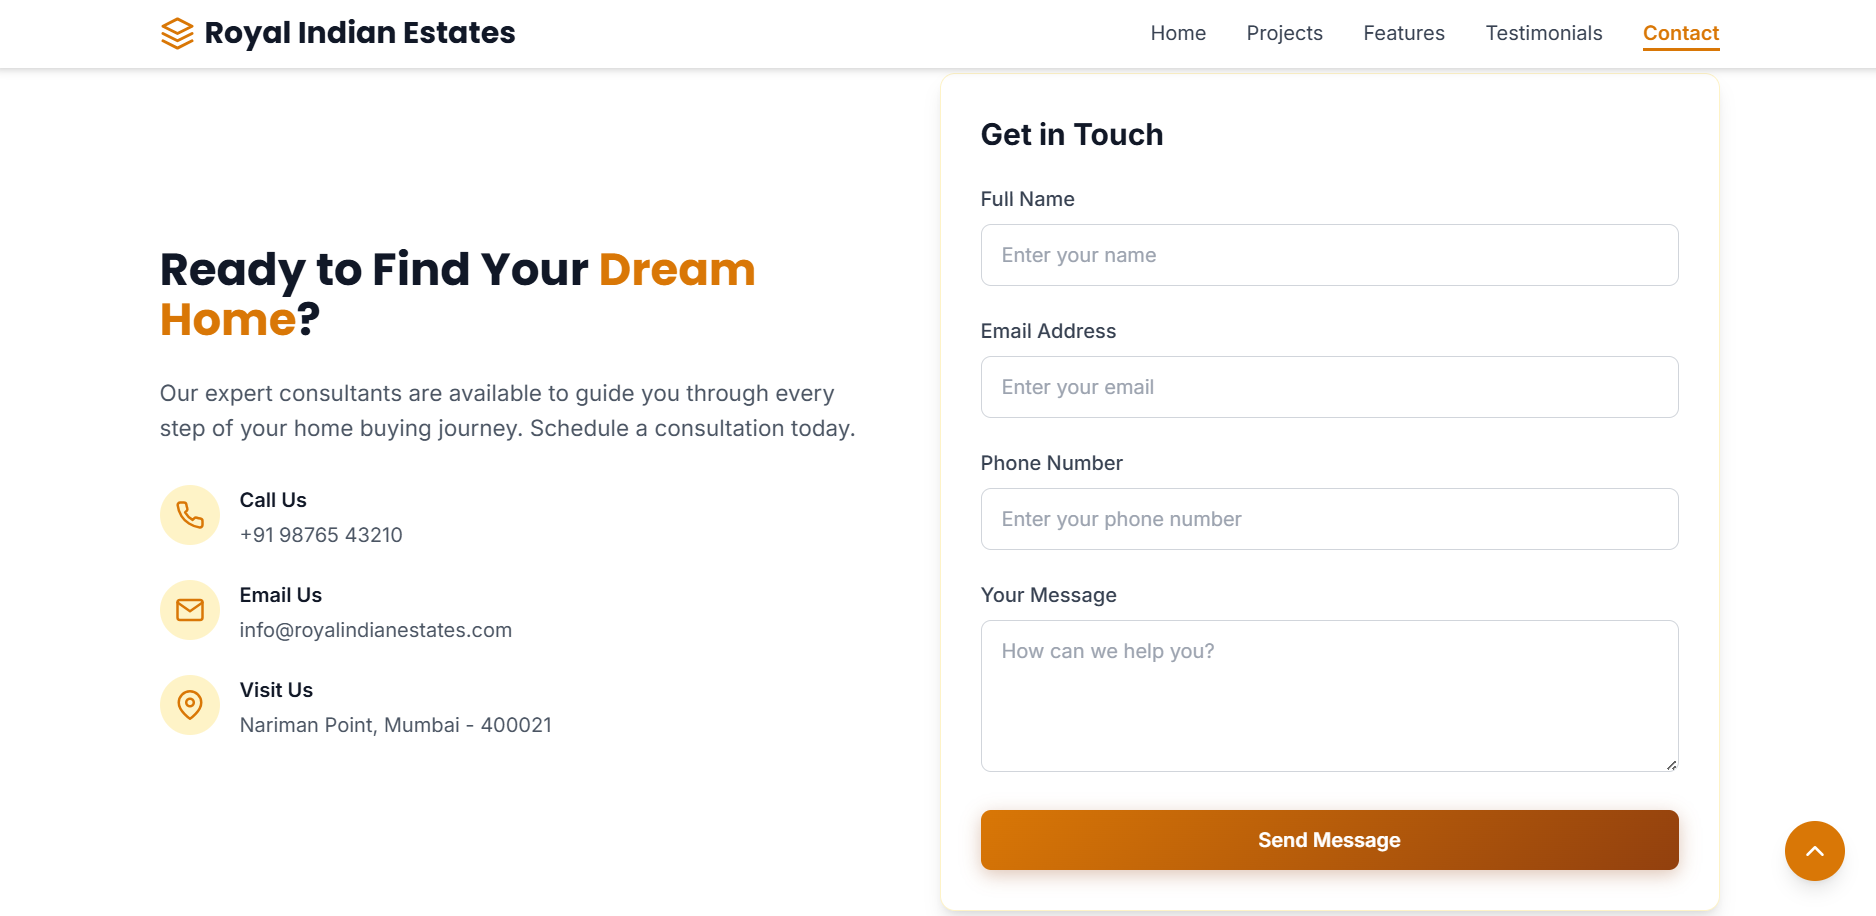 Royal Indian Estates
Home
Projects
Features
Testimonials
Contact
Ready to Find Your Dream
Home?
Our expert consultants are available to guide you through every
step of your home buying journey. Schedule a consultation today.
Call Us
+91 98765 43210
Email Us
info@royalindianestates.com
Visit Us
Nariman Point, Mumbai - 400021
Get in Touch
Full Name
Enter your name
Email Address
Enter your email
Phone Number
Enter your phone number
Your Message
How can we help you?
Send Message